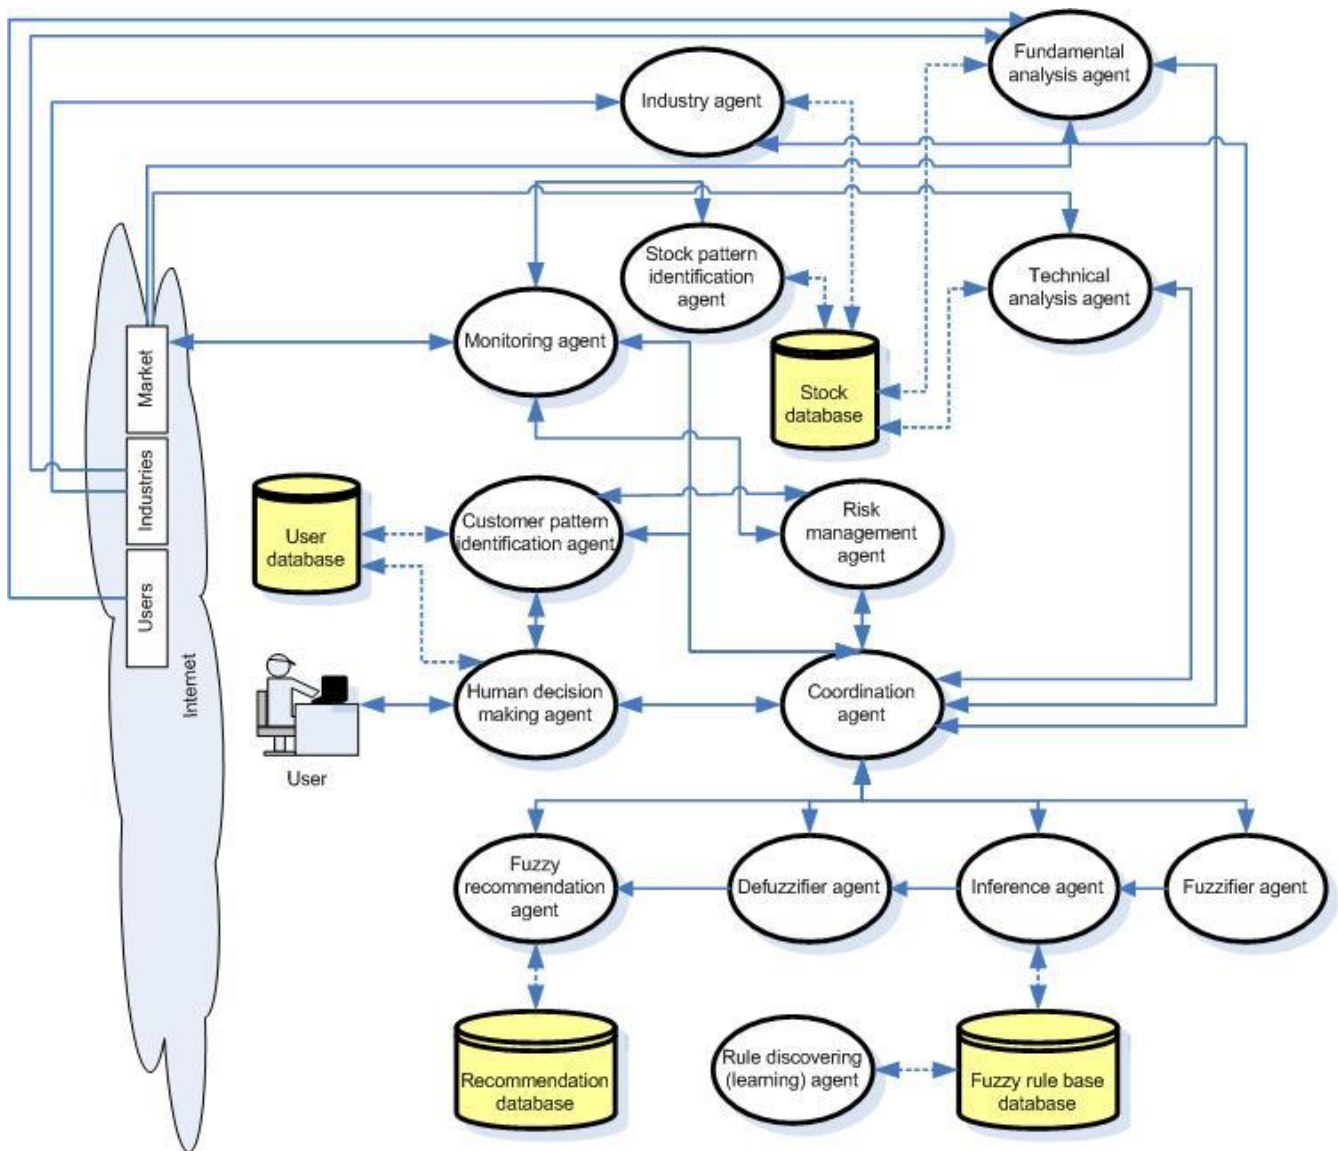 Fundamental
analysis agent
Industry agent
Stock pattern
identification
agent
Technical
analysis agent
Monitoring agent
Market
Stock
database
Industries
User
database
Customer pattern
identification agent
Risk
management
agent
Users
Internet
Human decision
making agent
Coordination
agent
User
Fuzzy
recommendation
agent
Defuzzifier agent
Inference agent
Fuzzifier agent
Recommendation
database
Rule discovering
(learning) agent
Fuzzy rule base
database